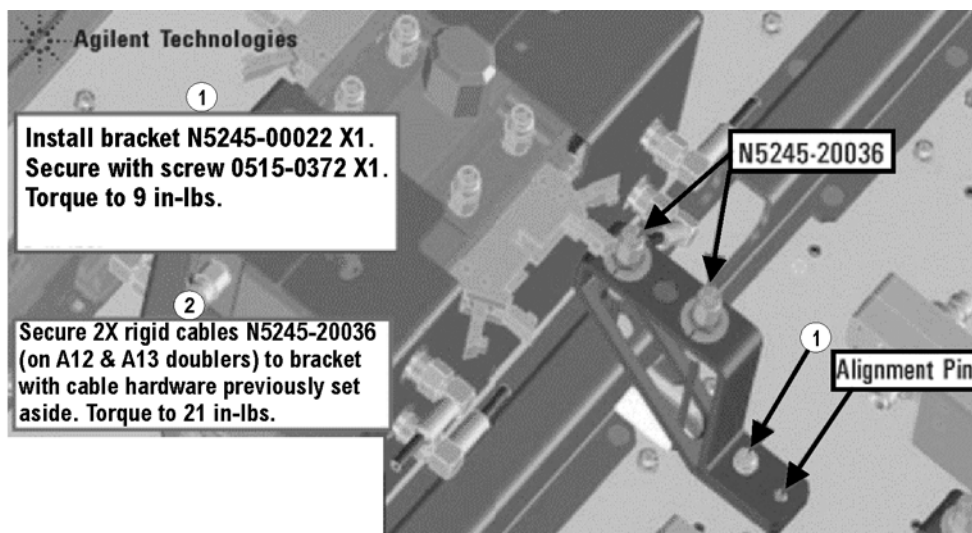 Agilent Technologies
1
Install bracket N5245-00022 X1.
Secure with screw 0515-0372 X1.
Torque to 9 in-lbs.
N5245-20036
2
Secure 2X rigid cables N5245-20036
(on A12 & A13 doublers) to bracket
with cable hardware previously set
aside. Torque to 21 in-lbs.
1
Alignment Pin